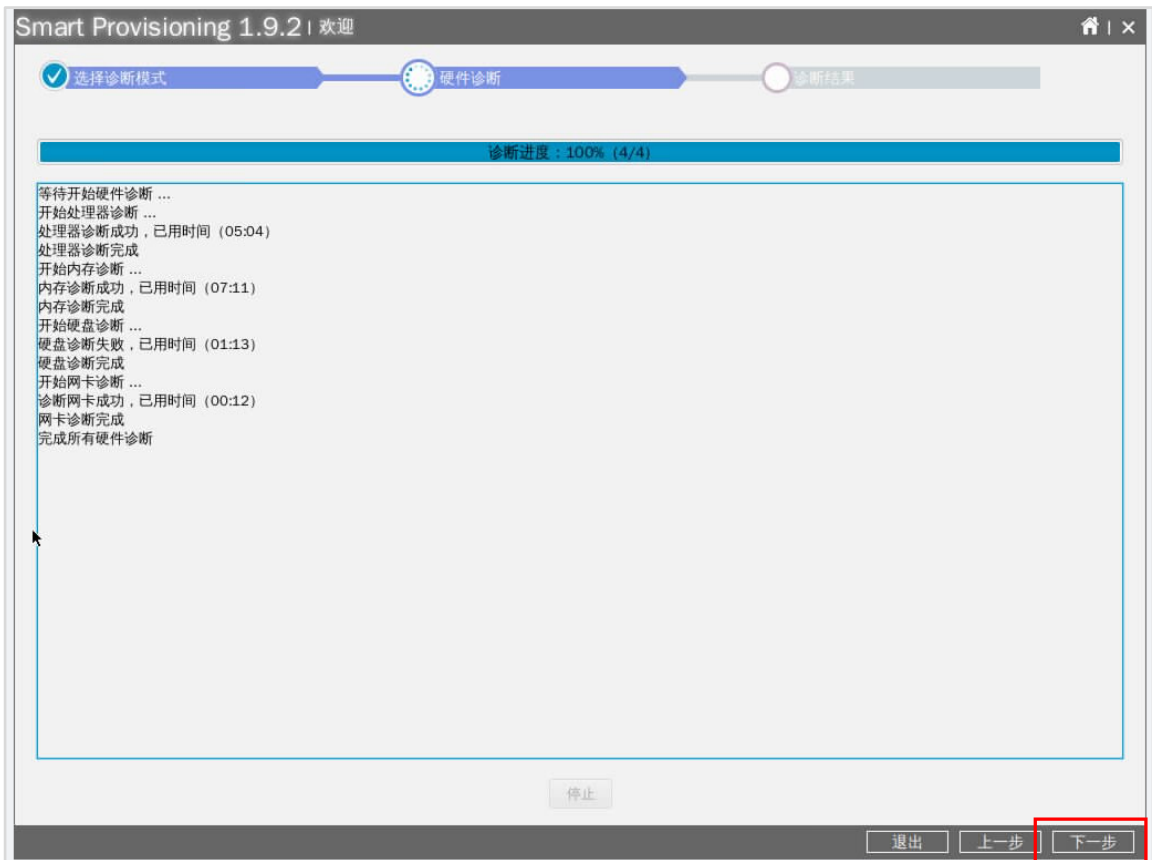 Smart Provisioning 1.9.2 | 欢迎
选择诊断模式
硬件诊断
诊断结果
诊断进度：100%（4/4）
等待开始硬件诊断 ...
开始处理器诊断 ...
处理器诊断成功，已用时间（05:04）
处理器诊断完成
开始内存诊断 ...
内存诊断成功，已用时间（07:11）
内存诊断完成
开始硬盘诊断 ...
硬盘诊断失败，已用时间（01:13）
硬盘诊断完成
开始网卡诊断 ...
诊断网卡成功，已用时间（00:12）
网卡诊断完成
完成所有硬件诊断
停止
退出
上一步
下一步